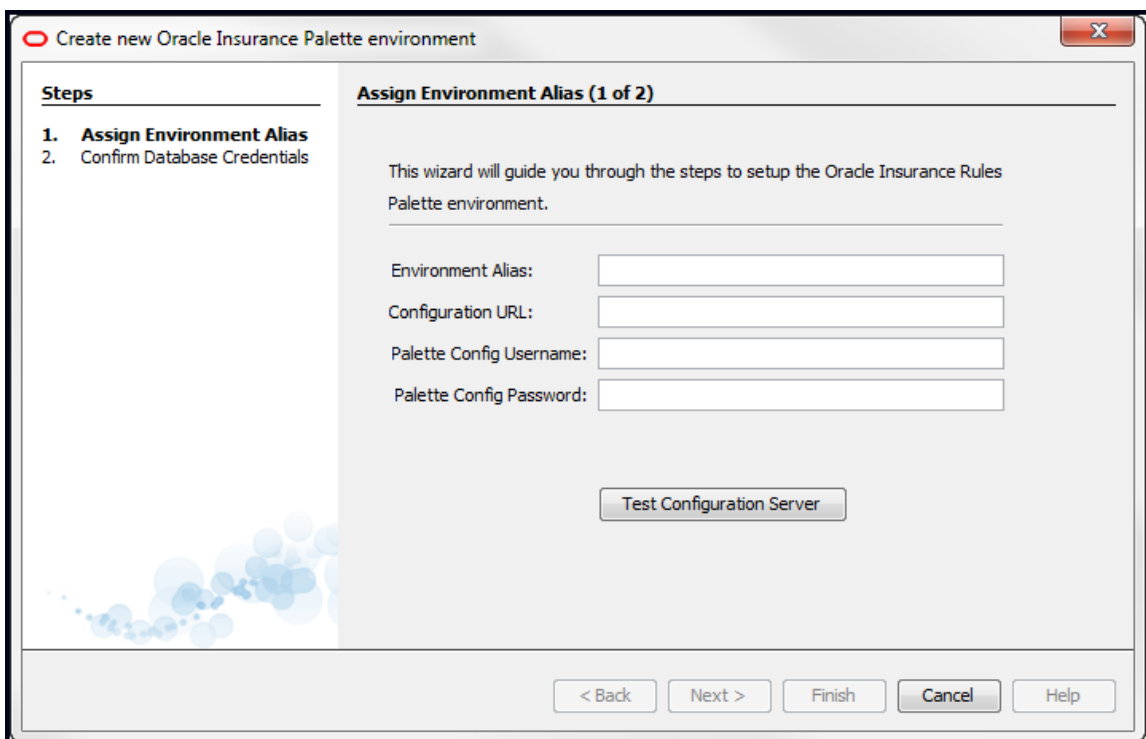 Create new Oracle Insurance Palette environment
Steps
1. Assign Environment Alias
2. Confirm Database Credentials
Assign Environment Alias (1 of 2)
This wizard will guide you through the steps to setup the Oracle Insurance Rules
Palette environment.
Environment Alias:
Configuration URL:
Palette Config Username:
Palette Config Password:
Test Configuration Server
< Back Next > Finish Cancel Help